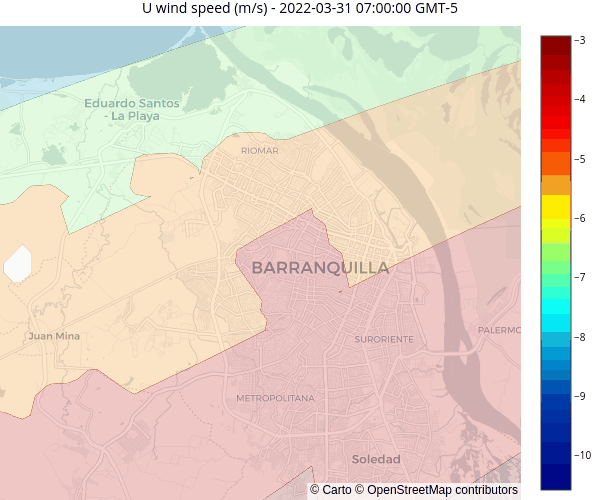 U wind speed (m/s) - 2022-03-31 07:00:00 GMT-5
−3
Eduardo Santos
- La Playa
−4
RIOMAR
−5
−6
BARRANQUILLA
−7
Juan Mina
PALERMO
SURORIENTE
−8
METROPOLITANA
−9
Soledad
−10
© Carto © OpenStreetMap contributors